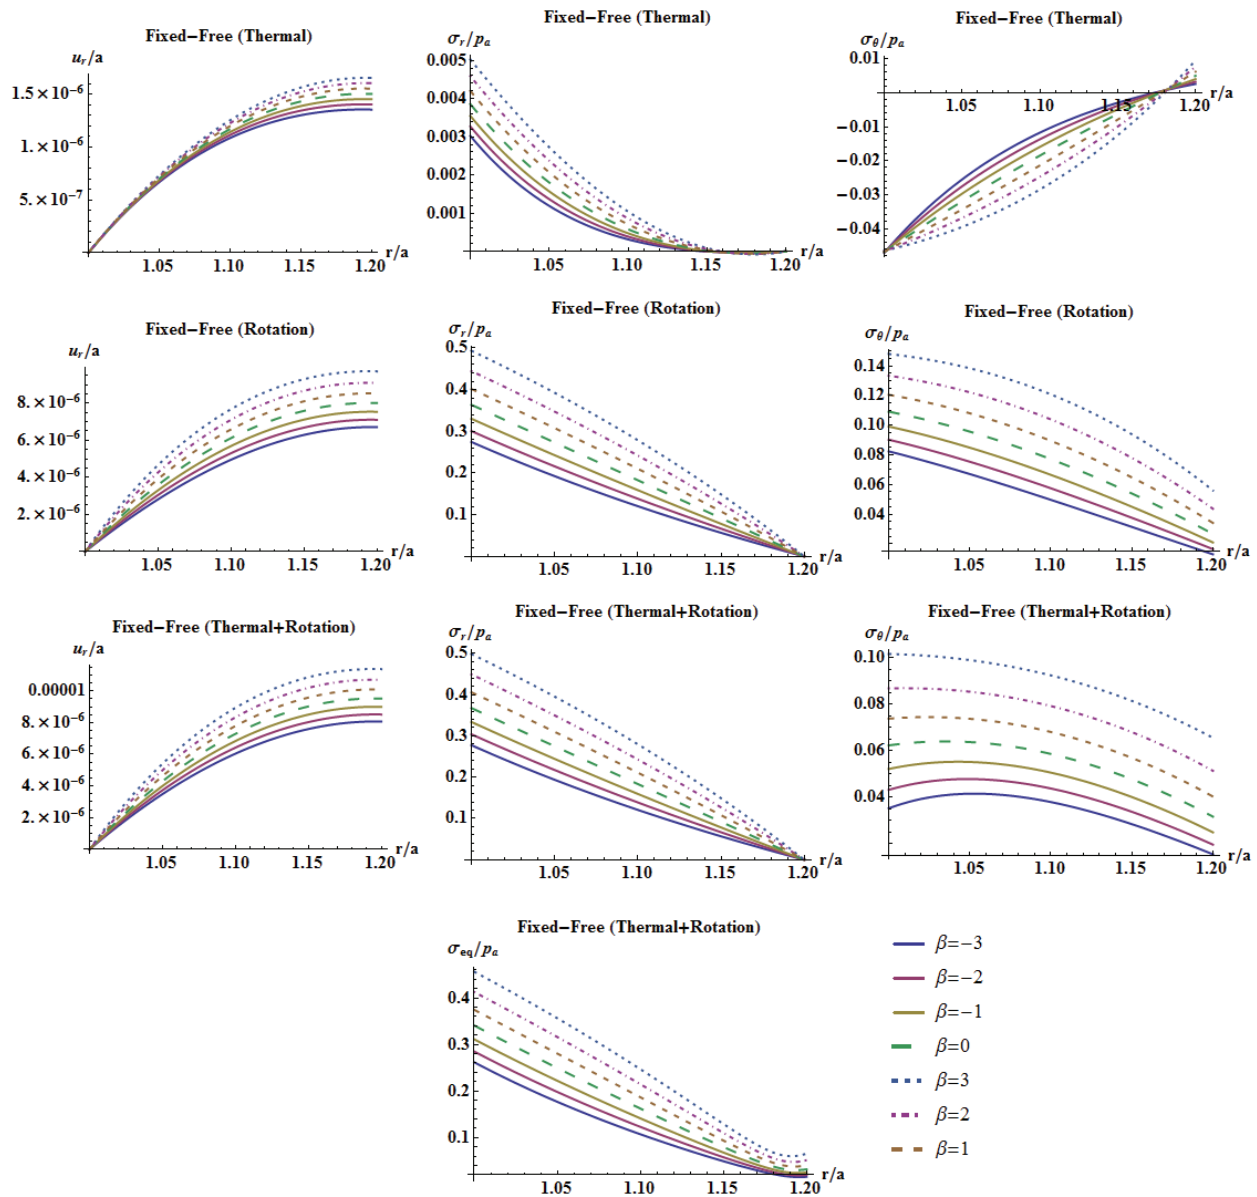 Fixed−Free (Thermal)
u_r/a
1.5×10⁻⁶
1.×10⁻⁶
5.×10⁻⁷
1.05 1.10 1.15 1.20 r/a
Fixed−Free (Thermal)
σ_r/p_a
0.005
0.004
0.003
0.002
0.001
1.05 1.10 1.15 1.20 r/a
Fixed−Free (Thermal)
σ_θ/p_a
0.01
r/a
1.05 1.10 1.15 1.20
−0.01
−0.02
−0.03
−0.04
Fixed−Free (Rotation)
u_r/a
8.×10⁻⁶
6.×10⁻⁶
4.×10⁻⁶
2.×10⁻⁶
1.05 1.10 1.15 1.20 r/a
Fixed−Free (Rotation)
σ_r/p_a
0.5
0.4
0.3
0.2
0.1
1.05 1.10 1.15 1.20 r/a
Fixed−Free (Rotation)
σ_θ/p_a
0.14
0.12
0.10
0.08
0.06
0.04
1.05 1.10 1.15 1.20 r/a
Fixed−Free (Thermal+Rotation)
u_r/a
0.00001
8.×10⁻⁶
6.×10⁻⁶
4.×10⁻⁶
2.×10⁻⁶
1.05 1.10 1.15 1.20 r/a
Fixed−Free (Thermal+Rotation)
σ_r/p_a
0.5
0.4
0.3
0.2
0.1
1.05 1.10 1.15 1.20 r/a
Fixed−Free (Thermal+Rotation)
σ_θ/p_a
0.10
0.08
0.06
0.04
1.05 1.10 1.15 1.20 r/a
Fixed−Free (Thermal+Rotation)
σ_eq/p_a
0.4
0.3
0.2
0.1
1.05 1.10 1.15 1.20 r/a
β=−3
β=−2
β=−1
β=0
β=3
β=2
β=1